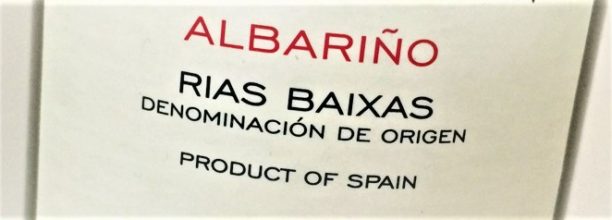 ALBARIÑO
RIAS BAIXAS
DENOMINACIÓN DE ORIGEN
PRODUCT OF SPAIN